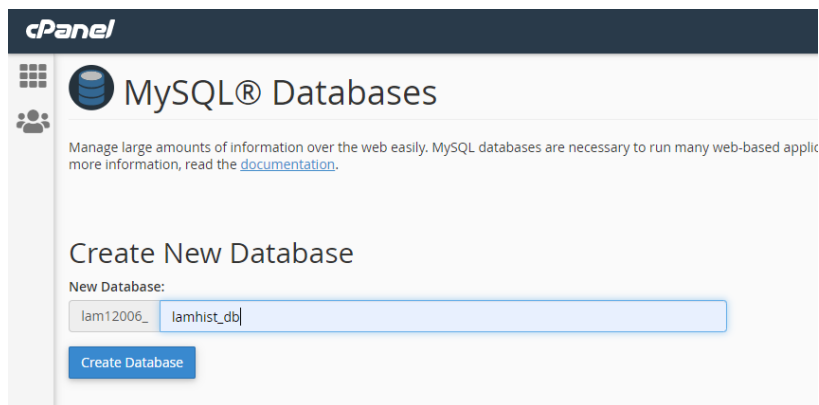 cPanel
MySQL® Databases
Manage large amounts of information over the web easily. MySQL databases are necessary to run many web-based applic
more information, read the documentation.
Create New Database
New Database:
lam12006_ lamhist_db
Create Database